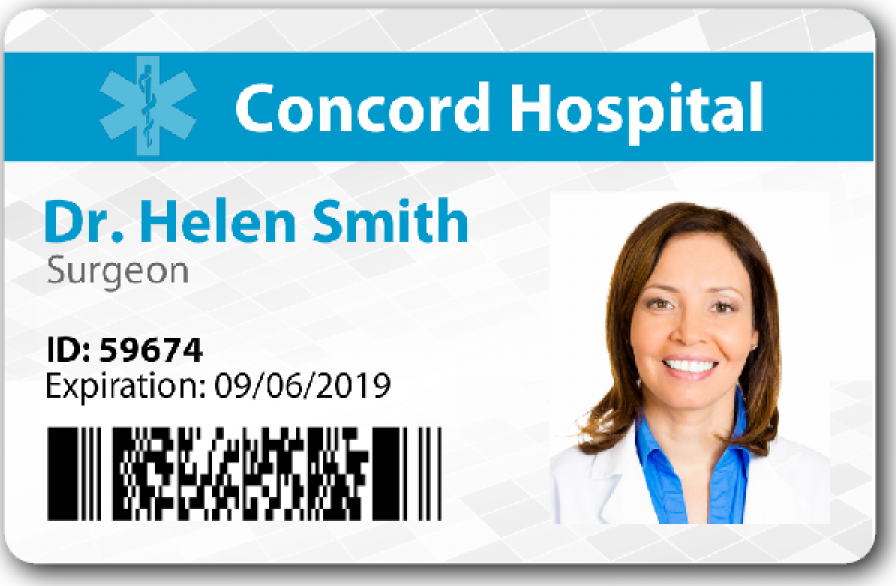 Concord Hospital
Dr. Helen Smith
Surgeon
ID: 59674
Expiration: 09/06/2019